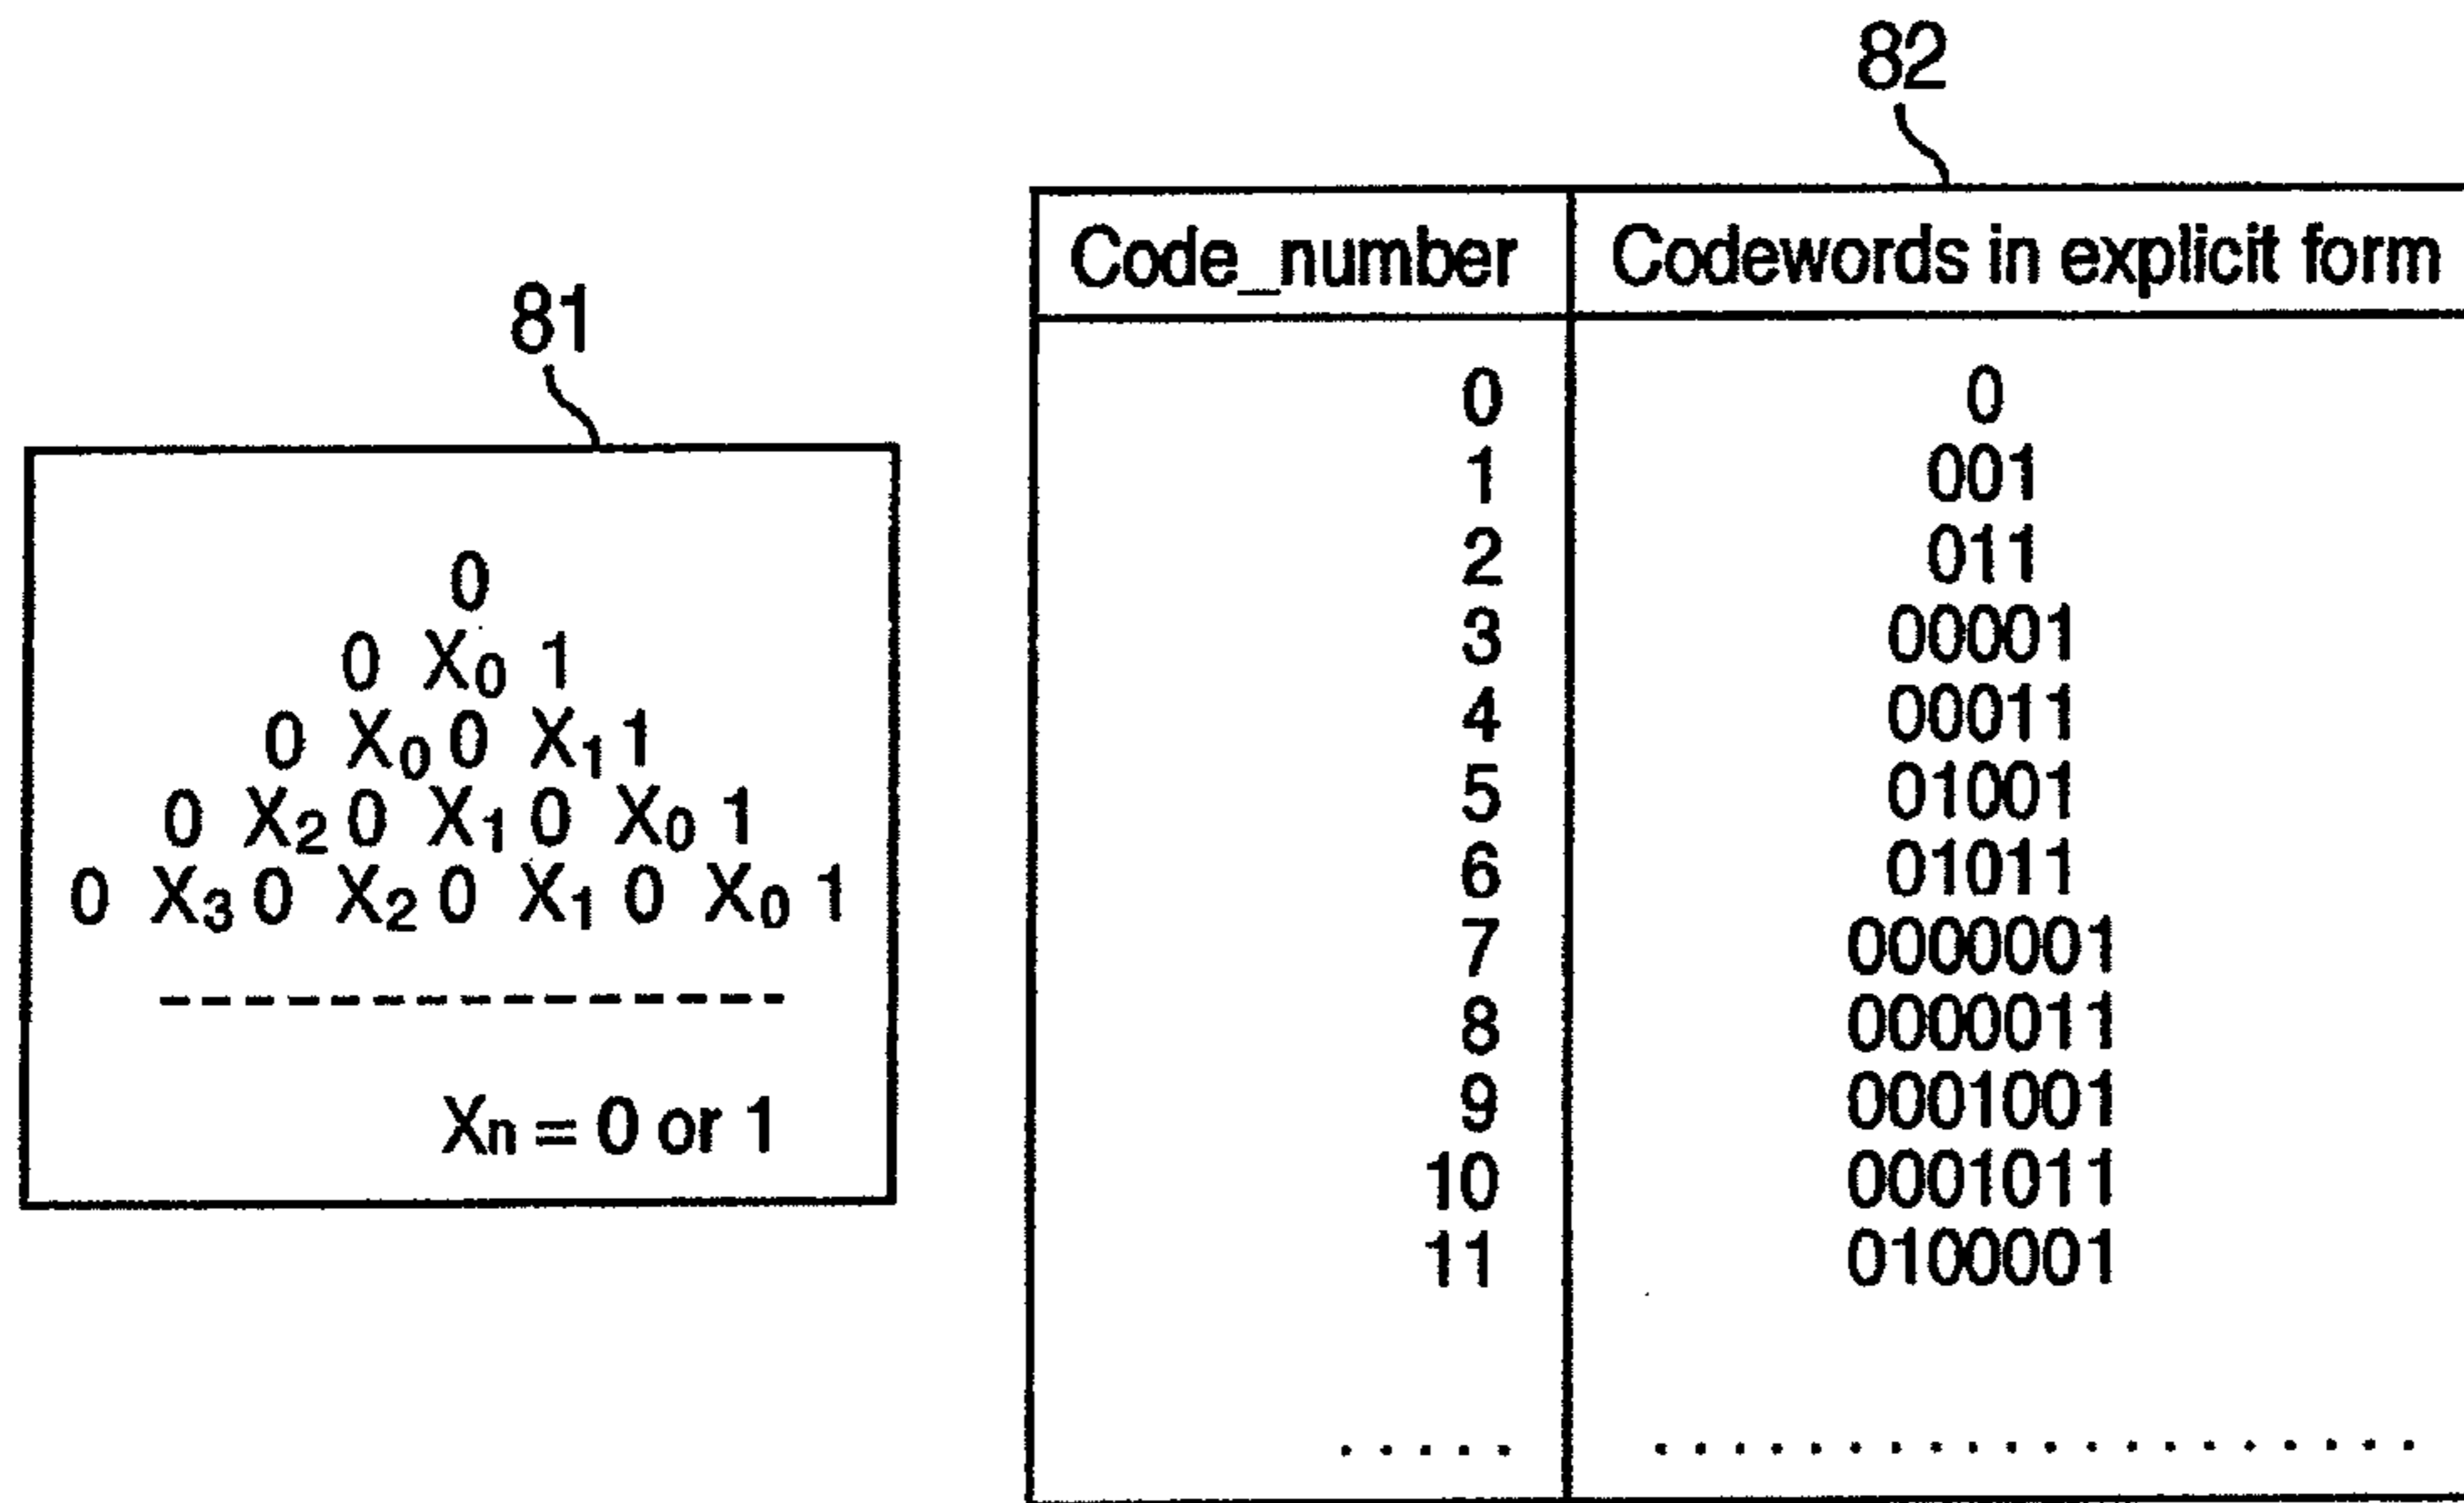 81
0
0 X₀ 1
0 X₀ 0 X₁ 1
0 X₂ 0 X₁ 0 X₀ 1
0 X₃ 0 X₂ 0 X₁ 0 X₀ 1
Xn = 0 or 1
82
Code_number Codewords in explicit form
0 0
1 001
2 011
3 00001
4 00011
5 01001
6 01011
7 0000001
8 0000011
9 0001001
10 0001011
11 0100001
..... ....................